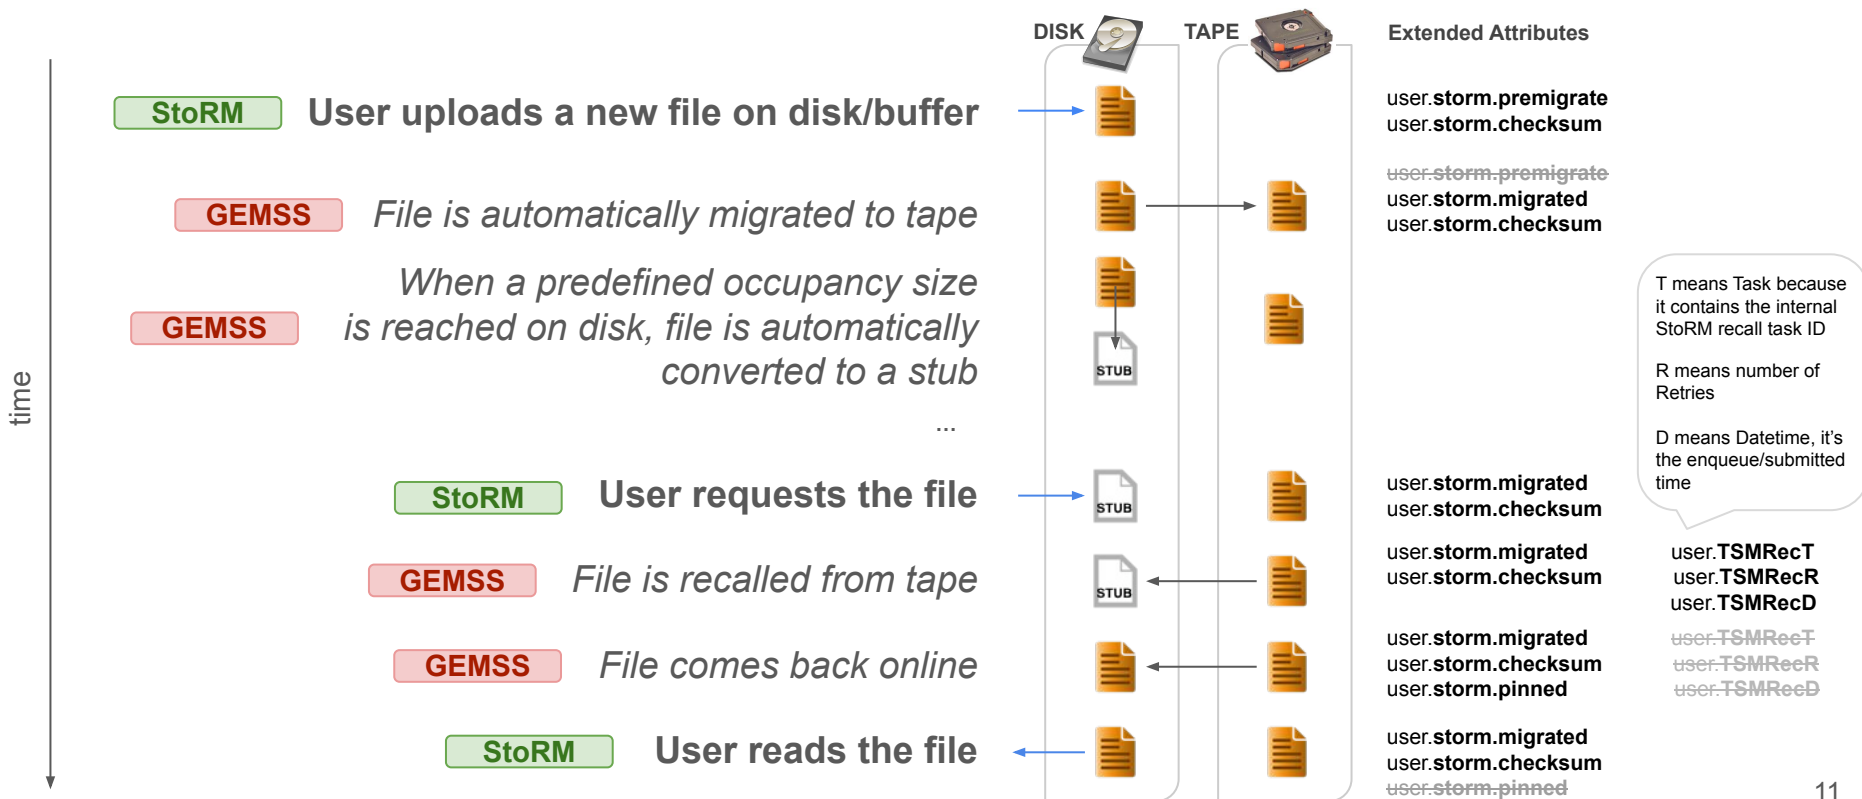 DISK
TAPE
Extended Attributes
StoRM
User uploads a new file on disk/buffer
user.storm.premigrate
user.storm.checksum
user.storm.premigrate
GEMSS
File is automatically migrated to tape
user.storm.migrated
user.storm.checksum
When a predefined occupancy size
GEMSS
is reached on disk, file is automatically
converted to a stub
STUB
...
T means Task because
it contains the internal
StoRM recall task ID
R means number of
Retries
D means Datetime, it's
the enqueue/submitted
time
time
StoRM
User requests the file
STUB
user.storm.migrated
user.storm.checksum
GEMSS
File is recalled from tape
STUB
user.storm.migrated
user.storm.checksum
user.TSMRecT
user.TSMRecR
user.TSMRecD
GEMSS
File comes back online
user.storm.migrated
user.storm.checksum
user.storm.pinned
user.TSMRecT
user.TSMRecR
user.TSMRecD
StoRM
User reads the file
user.storm.migrated
user.storm.checksum
user.storm.pinned
11